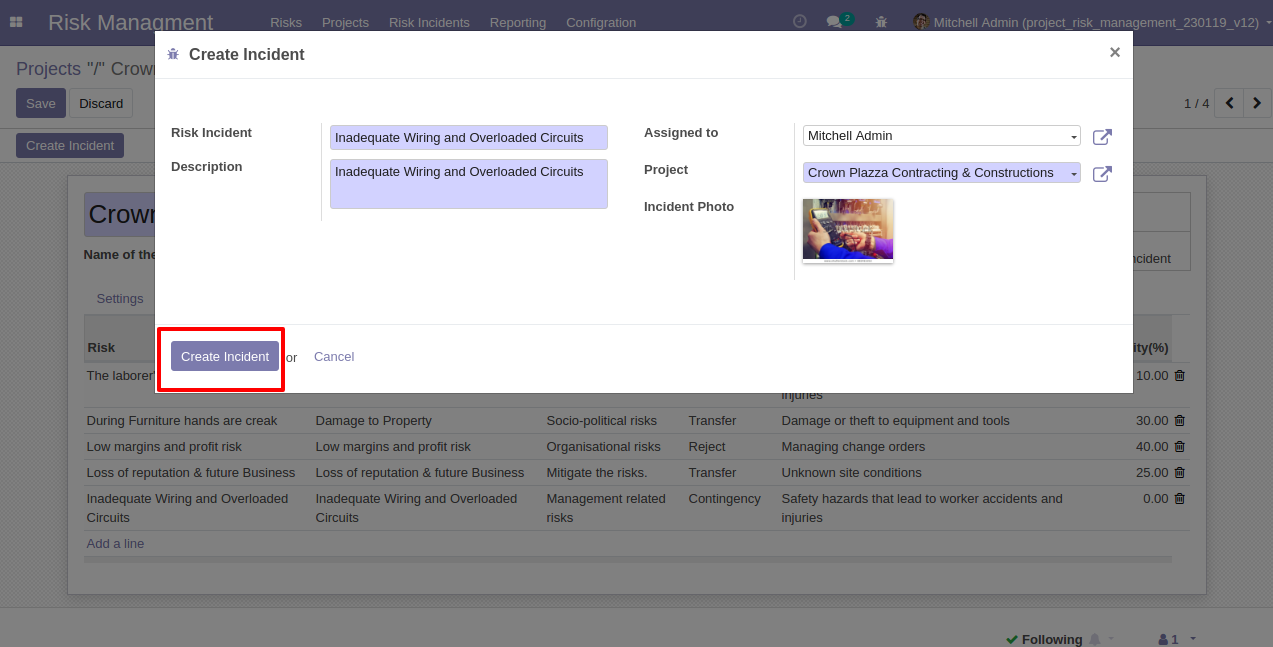 Risk Managment
Risks Projects Risk Incidents Reporting Configration
2
Mitchell Admin (project_risk_management_230119_v12)
Create Incident
×
Projects "/" Crown
Save Discard
1 / 4
Create Incident
Risk Incident
Inadequate Wiring and Overloaded Circuits
Description
Inadequate Wiring and Overloaded Circuits
Assigned to
Mitchell Admin
Project
Crown Plazza Contracting & Constructions
Incident Photo
Crown
Name of the
ncident
Settings
Create Incident or Cancel
Risk
ity(%)
The laborer'
injuries
10.00
During Furniture hands are creak Damage to Property Socio-political risks Transfer Damage or theft to equipment and tools 30.00
Low margins and profit risk Low margins and profit risk Organisational risks Reject Managing change orders 40.00
Loss of reputation & future Business Loss of reputation & future Business Mitigate the risks. Transfer Unknown site conditions 25.00
Inadequate Wiring and Overloaded Inadequate Wiring and Overloaded Management related Contingency Safety hazards that lead to worker accidents and 0.00
Circuits Circuits risks injuries
Add a line
Following 1